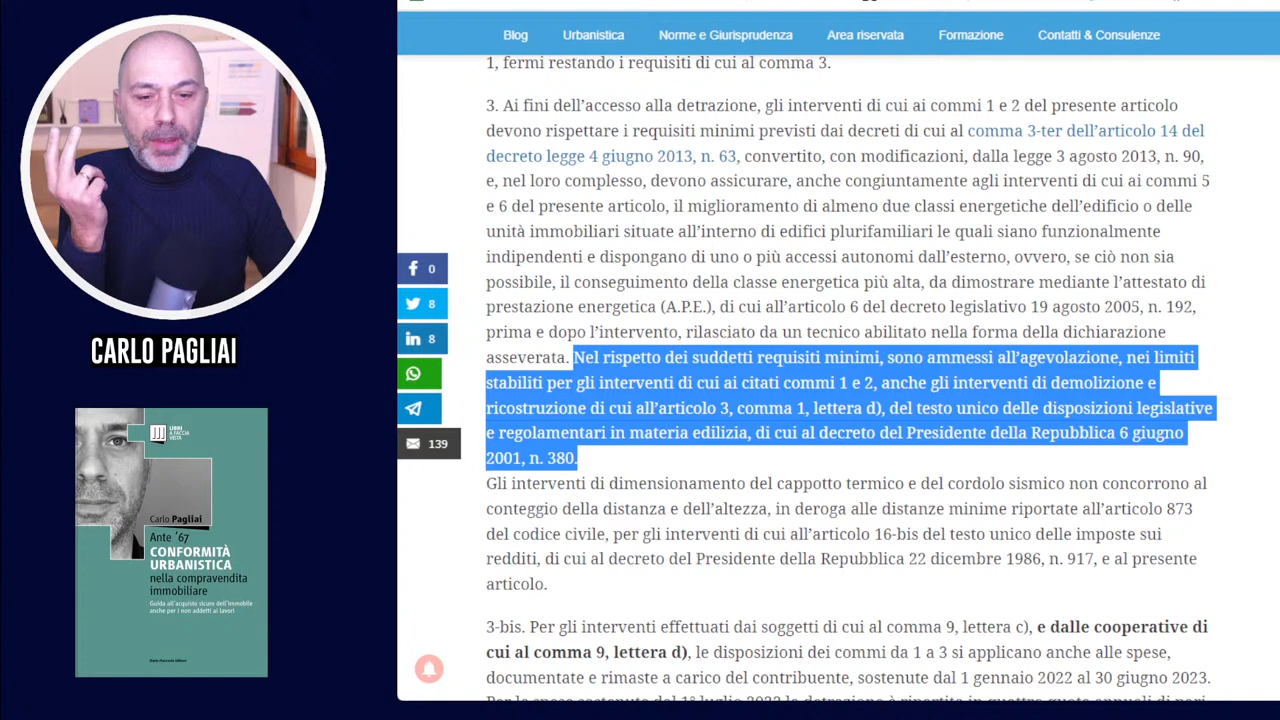 Blog Urbanistica Norme e Giurisprudenza Area riservata Formazione Contatti & Consulenze
1, fermi restando i requisiti di cui al comma 3.
3. Ai fini dell’accesso alla detrazione, gli interventi di cui ai commi 1 e 2 del presente articolo
devono rispettare i requisiti minimi previsti dai decreti di cui al comma 3-ter dell’articolo 14 del
decreto legge 4 giugno 2013, n. 63, convertito, con modificazioni, dalla legge 3 agosto 2013, n. 90,
e, nel loro complesso, devono assicurare, anche congiuntamente agli interventi di cui ai commi 5
e 6 del presente articolo, il miglioramento di almeno due classi energetiche dell’edificio o delle
unità immobiliari situate all’interno di edifici plurifamiliari le quali siano funzionalmente
indipendenti e dispongano di uno o più accessi autonomi dall’esterno, ovvero, se ciò non sia
possibile, il conseguimento della classe energetica più alta, da dimostrare mediante l’attestato di
prestazione energetica (A.P.E.), di cui all’articolo 6 del decreto legislativo 19 agosto 2005, n. 192,
prima e dopo l’intervento, rilasciato da un tecnico abilitato nella forma della dichiarazione
asseverata. Nel rispetto dei suddetti requisiti minimi, sono ammessi all’agevolazione, nei limiti
stabiliti per gli interventi di cui ai citati commi 1 e 2, anche gli interventi di demolizione e
ricostruzione di cui all’articolo 3, comma 1, lettera d), del testo unico delle disposizioni legislative
e regolamentari in materia edilizia, di cui al decreto del Presidente della Repubblica 6 giugno
2001, n. 380.
Gli interventi di dimensionamento del cappotto termico e del cordolo sismico non concorrono al
conteggio della distanza e dell’altezza, in deroga alle distanze minime riportate all’articolo 873
del codice civile, per gli interventi di cui all’articolo 16-bis del testo unico delle imposte sui
redditi, di cui al decreto del Presidente della Repubblica 22 dicembre 1986, n. 917, e al presente
articolo.
3-bis. Per gli interventi effettuati dai soggetti di cui al comma 9, lettera c), e dalle cooperative di
cui al comma 9, lettera d), le disposizioni dei commi da 1 a 3 si applicano anche alle spese,
documentate e rimaste a carico del contribuente, sostenute dal 1° gennaio 2022 al 30 giugno 2023.
0
8
8
139
CARLO PAGLIAI
LIBRI
A FACCIA
VISTA
Carlo Pagliai
Ante ’67
CONFORMITÀ
URBANISTICA
nella compravendita
immobiliare
Guida all’acquisto sicuro dell’immobile
anche per i non addetti ai lavori